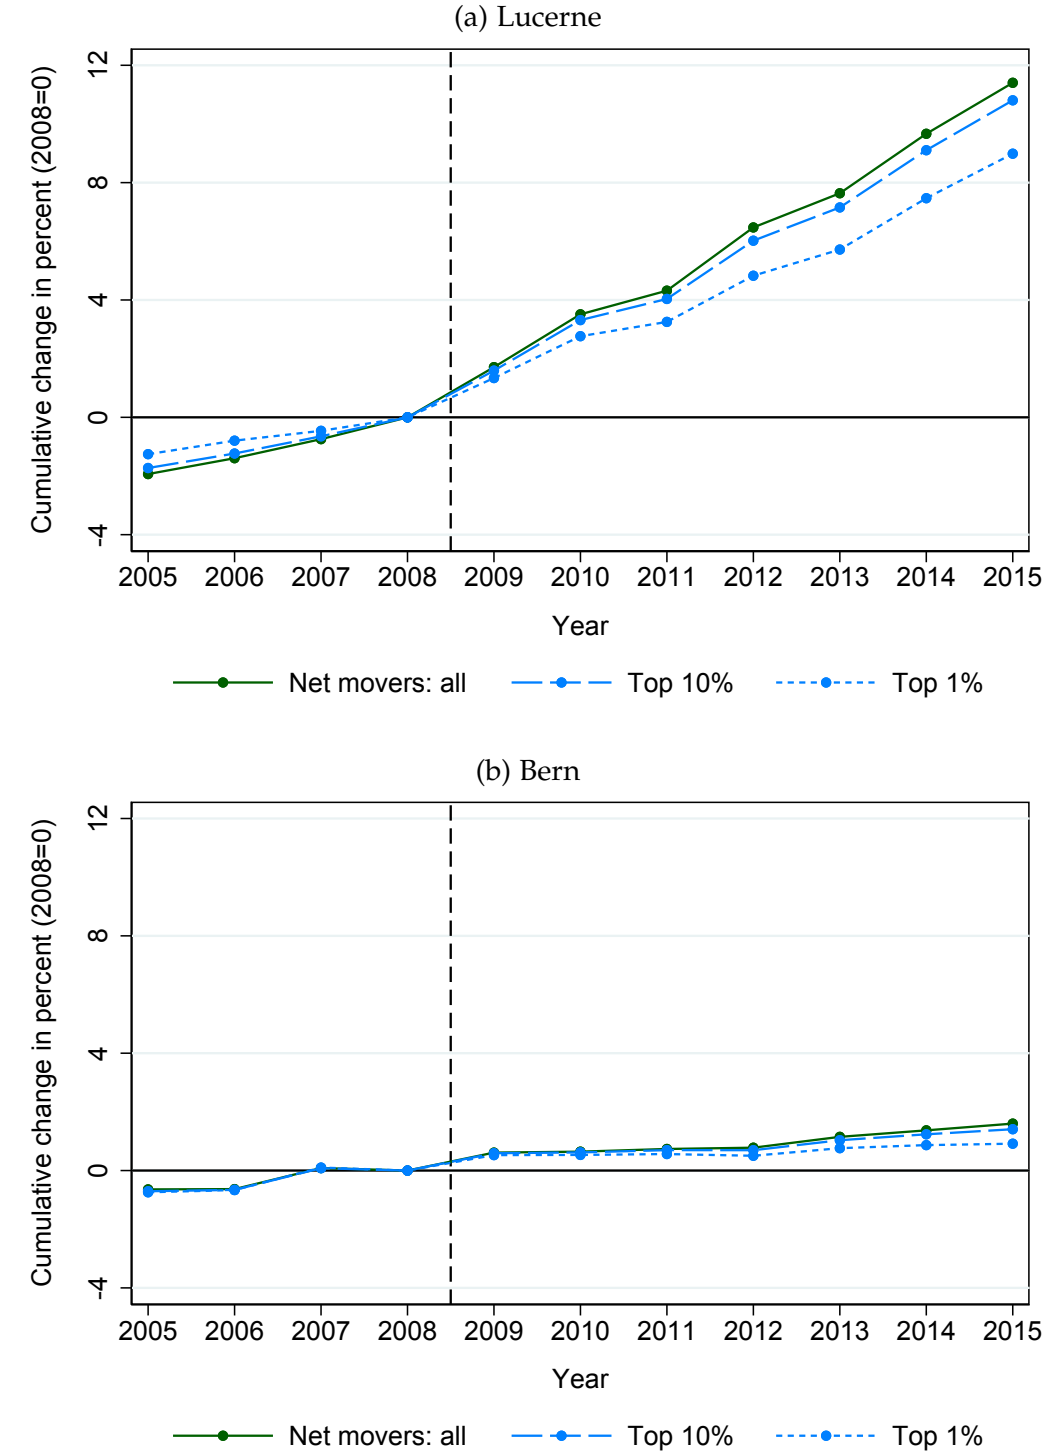 (a) Lucerne
Cumulative change in percent (2008=0)
12
8
4
0
-4
2005 2006 2007 2008 2009 2010 2011 2012 2013 2014 2015
Year
Net movers: all Top 10% Top 1%
(b) Bern
Cumulative change in percent (2008=0)
12
8
4
0
-4
2005 2006 2007 2008 2009 2010 2011 2012 2013 2014 2015
Year
Net movers: all Top 10% Top 1%